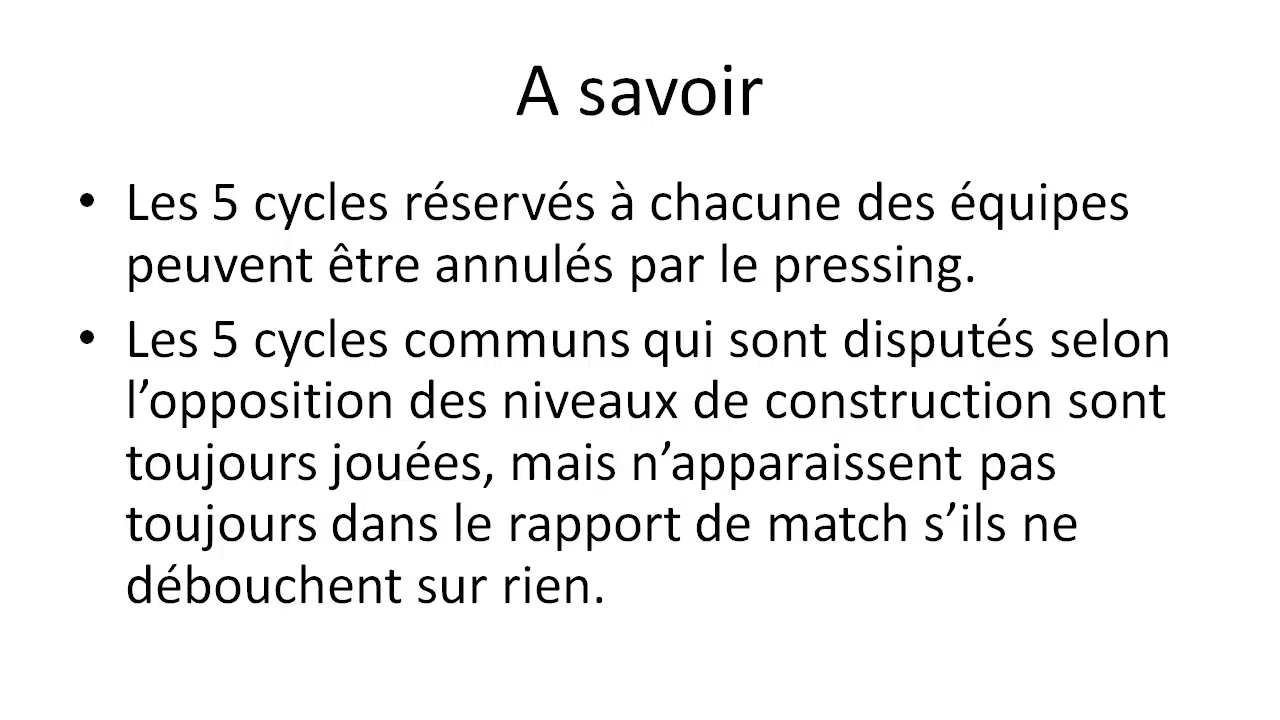 A savoir
• Les 5 cycles réservés à chacune des équipes
peuvent être annulés par le pressing.
• Les 5 cycles communs qui sont disputés selon
l’opposition des niveaux de construction sont
toujours jouées, mais n’apparaissent pas
toujours dans le rapport de match s’ils ne
débouchent sur rien.